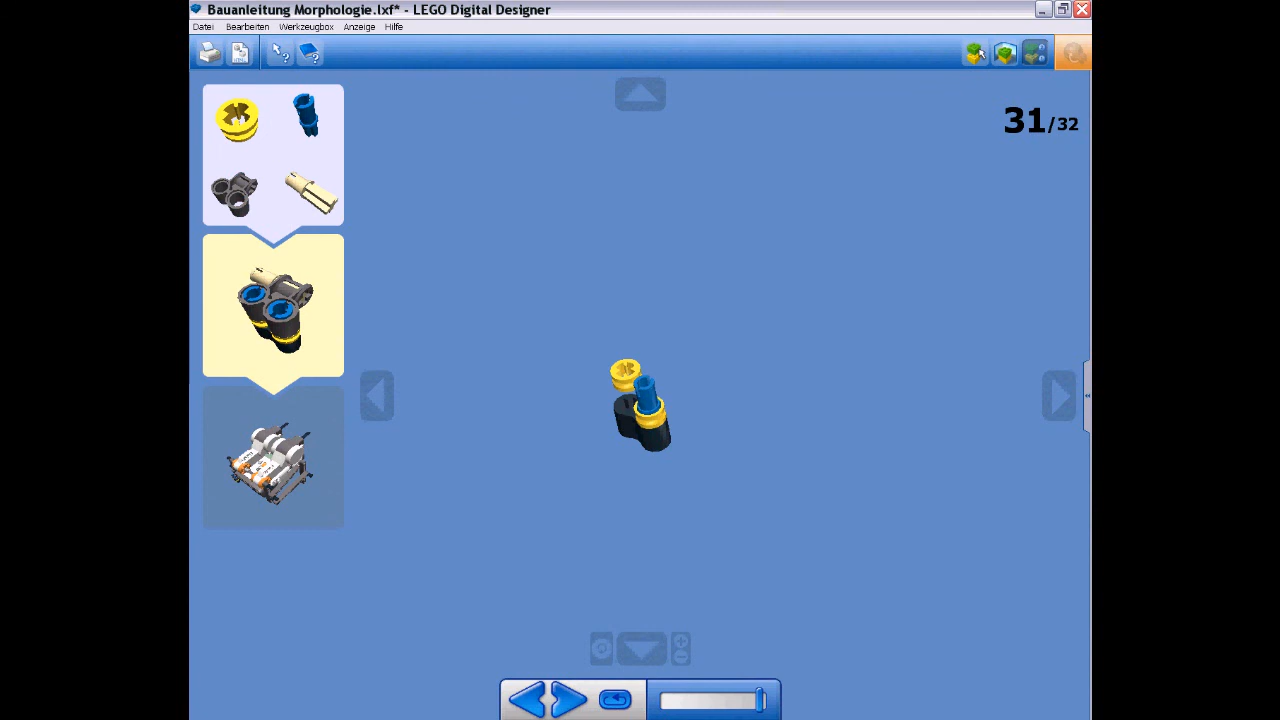 Bauanleitung Morphologie.lxf* - LEGO Digital Designer
Datei Bearbeiten Werkzeugbox Anzeige Hilfe
31/32